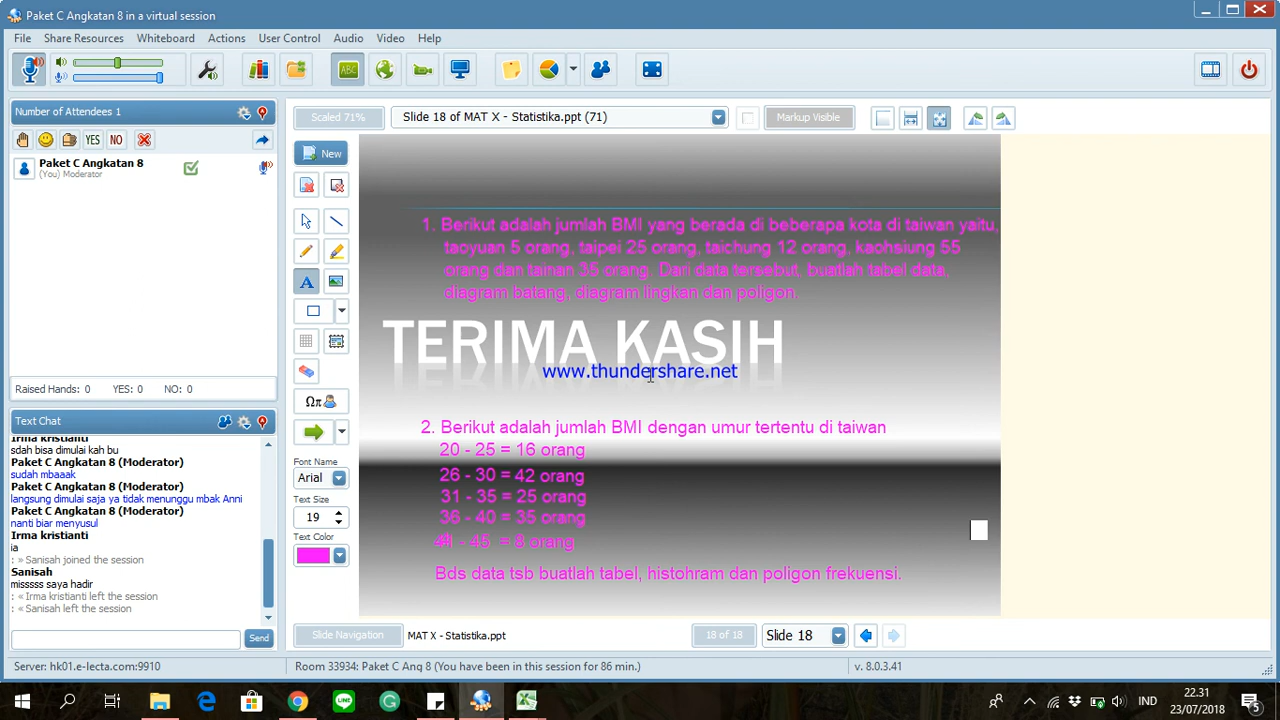 Paket C Angkatan 8 in a virtual session
File Share Resources Whiteboard Actions User Control Audio Video Help
Number of Attendees 1
YES NO
Paket C Angkatan 8
(You) Moderator
Raised Hands: 0 YES: 0 NO: 0
Text Chat
Irma kristianti
sdah bisa dimulai kah bu
Paket C Angkatan 8 (Moderator)
sudah mbaaak
Paket C Angkatan 8 (Moderator)
langsung dimulai saja ya tidak menunggu mbak Anni
Paket C Angkatan 8 (Moderator)
nanti biar menyusul
Irma kristianti
ia
: » Sanisah joined the session
Sanisah
misssss saya hadir
: « Irma kristianti left the session
: « Sanisah left the session
Send
Scaled 71%
Slide 18 of MAT X - Statistika.ppt (71)
Markup Visible
New
ABC
A
Ωπ
Font Name
Arial
Text Size
19
Text Color
1. Berikut adalah jumlah BMI yang berada di beberapa kota di taiwan yaitu,
taoyuan 5 orang, taipei 25 orang, taichung 12 orang, kaohsiung 55
orang dan tainan 35 orang. Dari data tersebut, buatlah tabel data,
diagram batang, diagram lingkan dan poligon.
TERIMA KASIH
www.thundershare.net
2. Berikut adalah jumlah BMI dengan umur tertentu di taiwan
20 - 25 = 16 orang
26 - 30 = 42 orang
31 - 35 = 25 orang
36 - 40 = 35 orang
41 - 45 = 8 orang
Bds data tsb buatlah tabel, histohram dan poligon frekuensi.
Slide Navigation MAT X - Statistika.ppt 18 of 18 Slide 18
Server: hk01.e-lecta.com:9910 Room 33934: Paket C Ang 8 (You have been in this session for 86 min.) v. 8.0.3.41
LINE
IND
22.31
23/07/2018
5